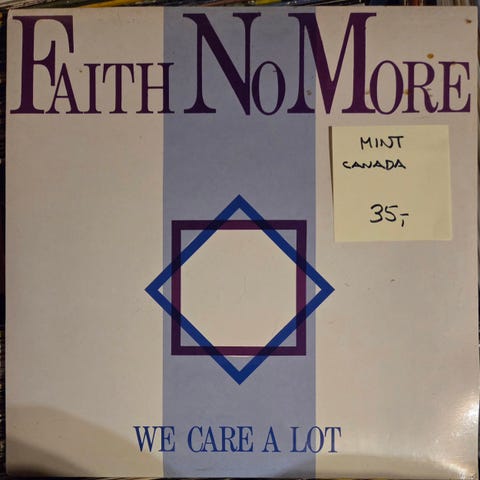 FAITH NO MORE
MINT
CANADA
35,-
WE CARE A LOT